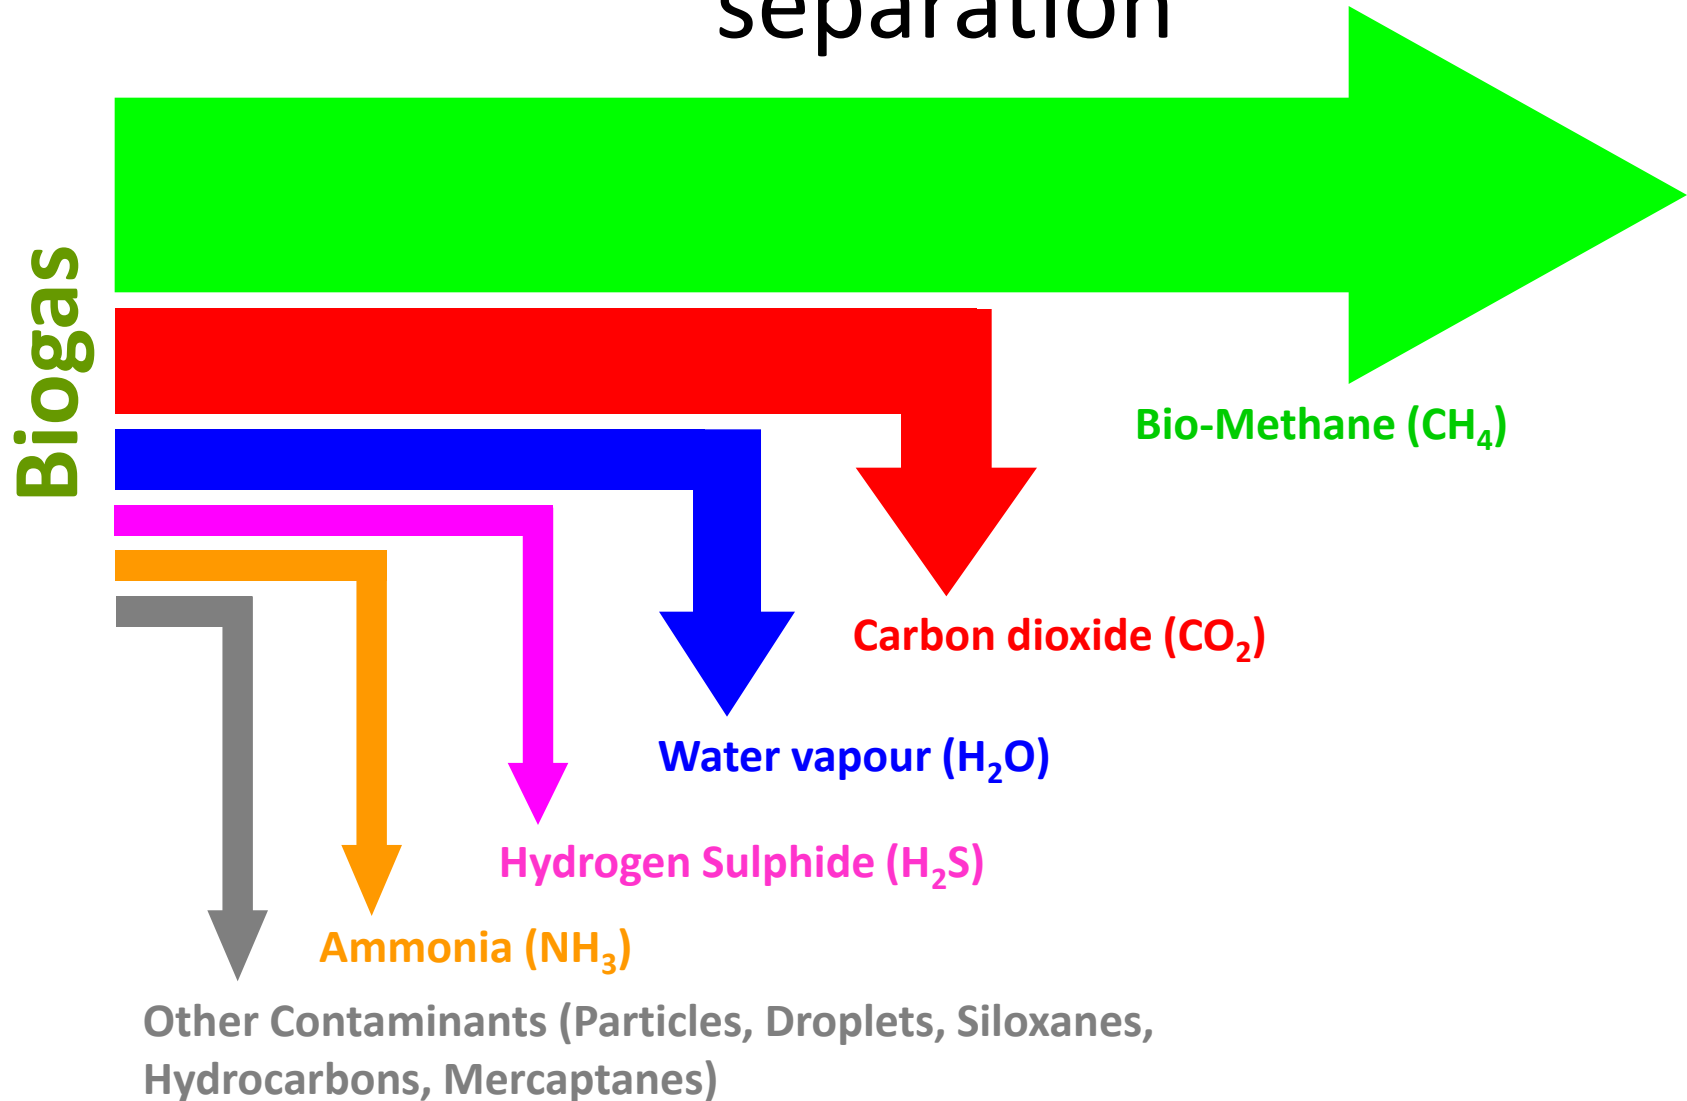 separation
Biogas
Bio-Methane (CH₄)
Carbon dioxide (CO₂)
Water vapour (H₂O)
Hydrogen Sulphide (H₂S)
Ammonia (NH₃)
Other Contaminants (Particles, Droplets, Siloxanes,
Hydrocarbons, Mercaptanes)